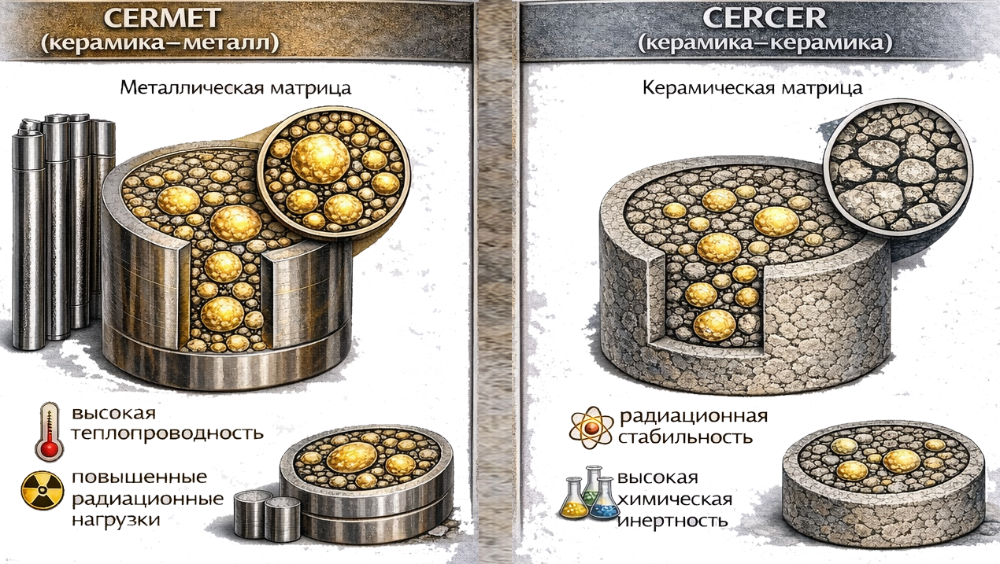 CERMET
(керамика–металл)
Металлическая матрица
высокая
теплопроводность
повышенные
радиационные
нагрузки
CERCER
(керамика–керамика)
Керамическая матрица
радиационная
стабильность
высокая
химическая
инертность